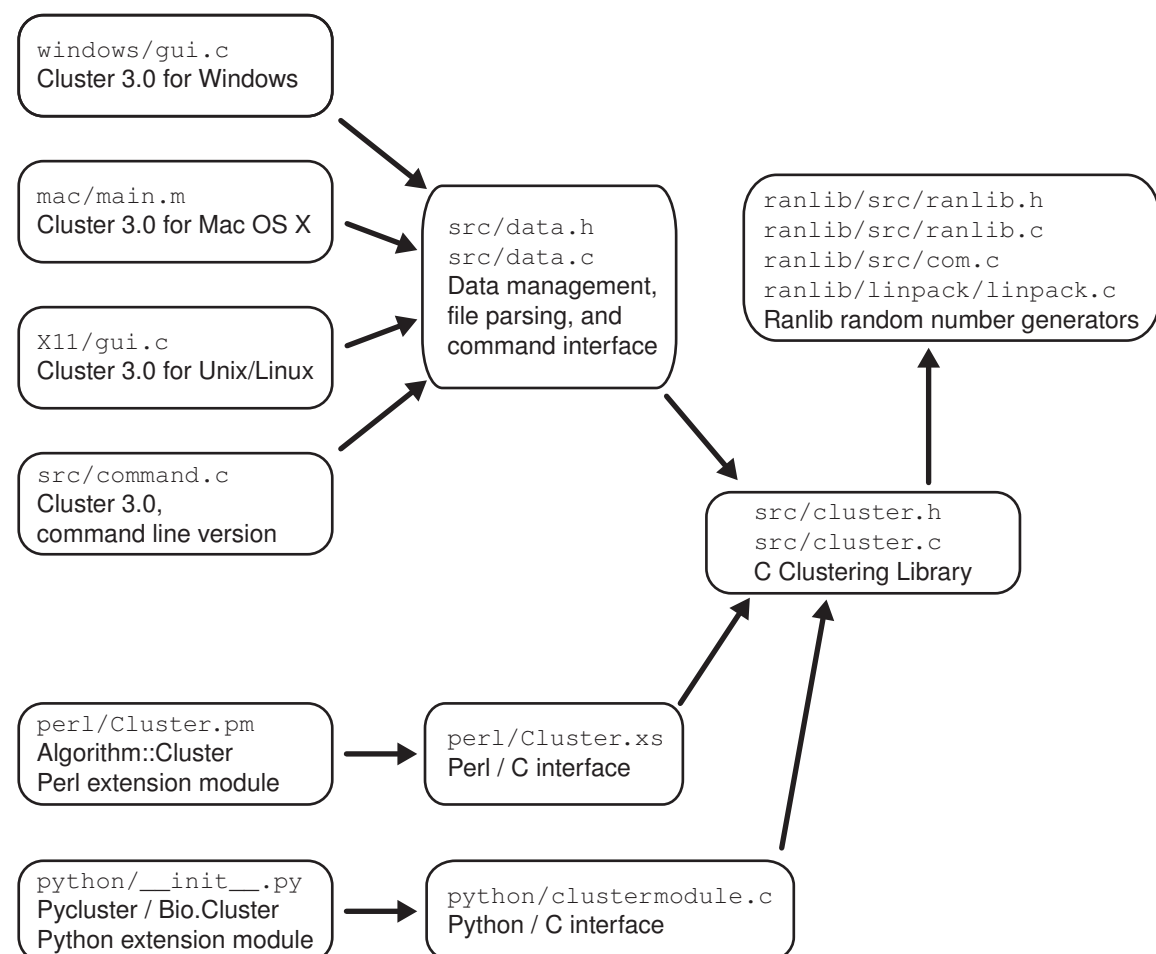 windows/gui.c
Cluster 3.0 for Windows
mac/main.m
Cluster 3.0 for Mac OS X
X11/gui.c
Cluster 3.0 for Unix/Linux
src/command.c
Cluster 3.0,
command line version
src/data.h
src/data.c
Data management,
file parsing, and
command interface
ranlib/src/ranlib.h
ranlib/src/ranlib.c
ranlib/src/com.c
ranlib/linpack/linpack.c
Ranlib random number generators
src/cluster.h
src/cluster.c
C Clustering Library
perl/Cluster.pm
Algorithm::Cluster
Perl extension module
perl/Cluster.xs
Perl / C interface
python/__init__.py
Pycluster / Bio.Cluster
Python extension module
python/clustermodule.c
Python / C interface